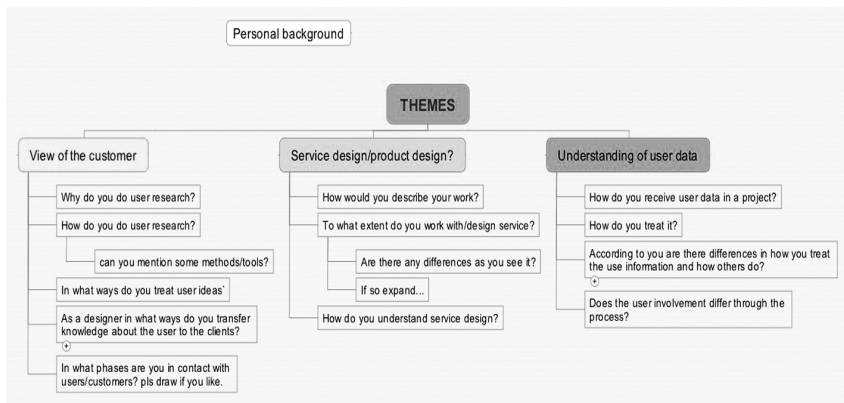 Personal background
THEMES
View of the customer
Why do you do user research?
How do you do user research?
can you mention some methods/tools?
In what ways do you treat user ideas`
As a designer in what ways do you transfer
knowledge about the user to the clients?
In what phases are you in contact with
users/customers? pls draw if you like.
Service design/product design?
How would you describe your work?
To what extent do you work with/design service?
Are there any differences as you see it?
If so expand...
How do you understand service design?
Understanding of user data
How do you receive user data in a project?
How do you treat it?
According to you are there differences in how you treat
the use information and how others do?
Does the user involvement differ through the
process?